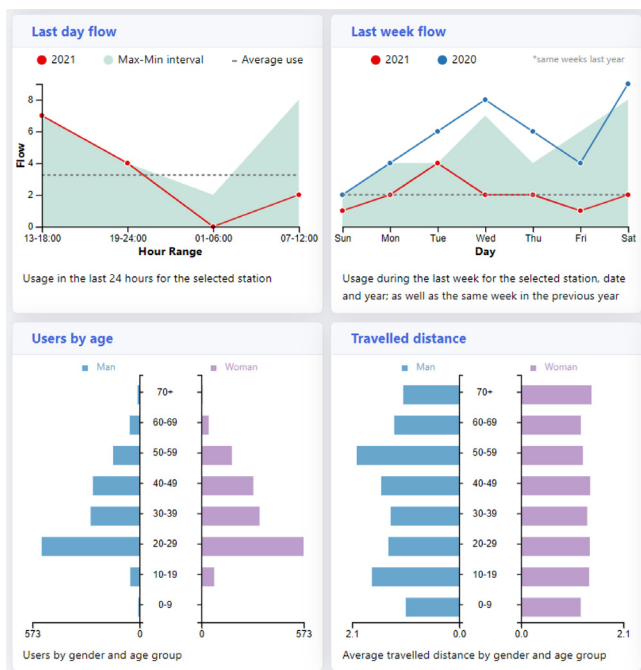 Last day flow
2021 Max-Min interval – Average use
8
6
4
2
0
Flow
13-18:00 19-24:00 01-06:00 07-12:00
Hour Range
Usage in the last 24 hours for the selected station
Last week flow
2021 2020 *same weeks last year
Sun Mon Tue Wed Thu Fri Sat
Day
Usage during the last week for the selected station, date
and year; as well as the same week in the previous year
Users by age
Man Woman
70+
60-69
50-59
40-49
30-39
20-29
10-19
0-9
573 0 0 573
Users by gender and age group
Travelled distance
Man Woman
70+
60-69
50-59
40-49
30-39
20-29
10-19
0-9
2.1 0.0 0.0 2.1
Average travelled distance by gender and age group